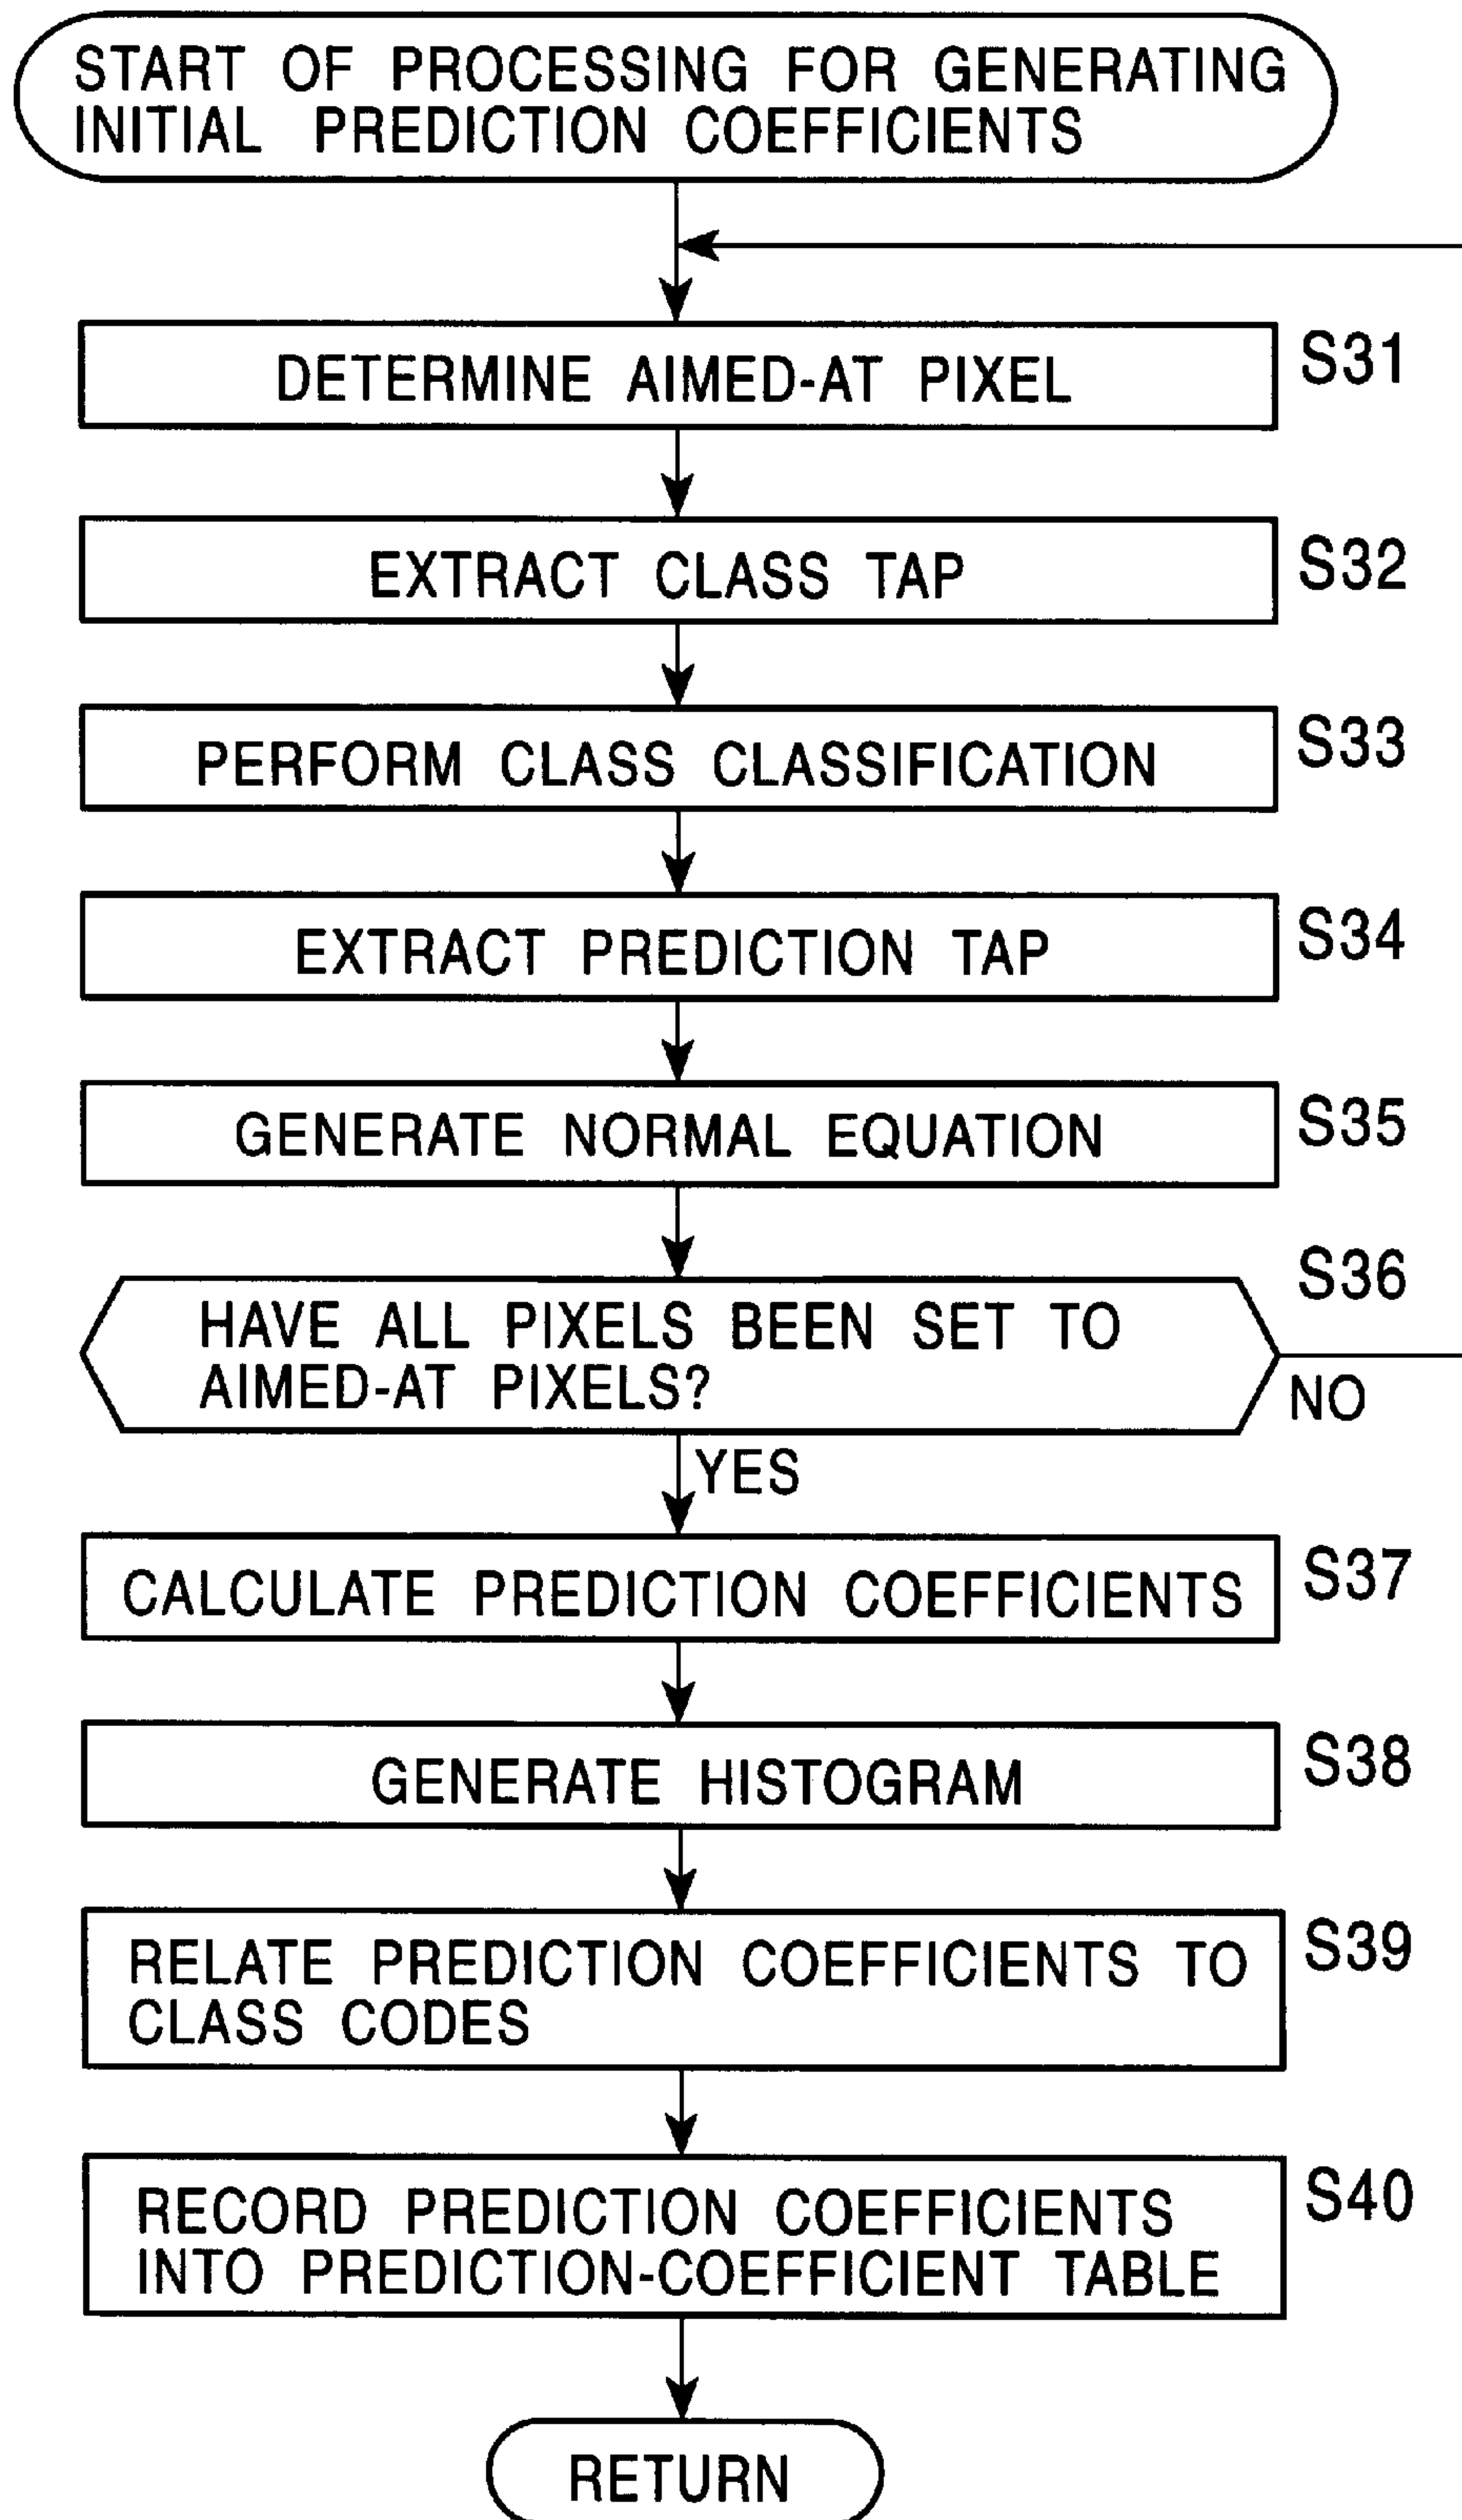 START OF PROCESSING FOR GENERATING
INITIAL PREDICTION COEFFICIENTS
DETERMINE AIMED-AT PIXEL
S31
EXTRACT CLASS TAP
S32
PERFORM CLASS CLASSIFICATION
S33
EXTRACT PREDICTION TAP
S34
GENERATE NORMAL EQUATION
S35
S36
HAVE ALL PIXELS BEEN SET TO
AIMED-AT PIXELS?
NO
YES
CALCULATE PREDICTION COEFFICIENTS
S37
GENERATE HISTOGRAM
S38
RELATE PREDICTION COEFFICIENTS TO
CLASS CODES
S39
RECORD PREDICTION COEFFICIENTS
INTO PREDICTION-COEFFICIENT TABLE
S40
RETURN